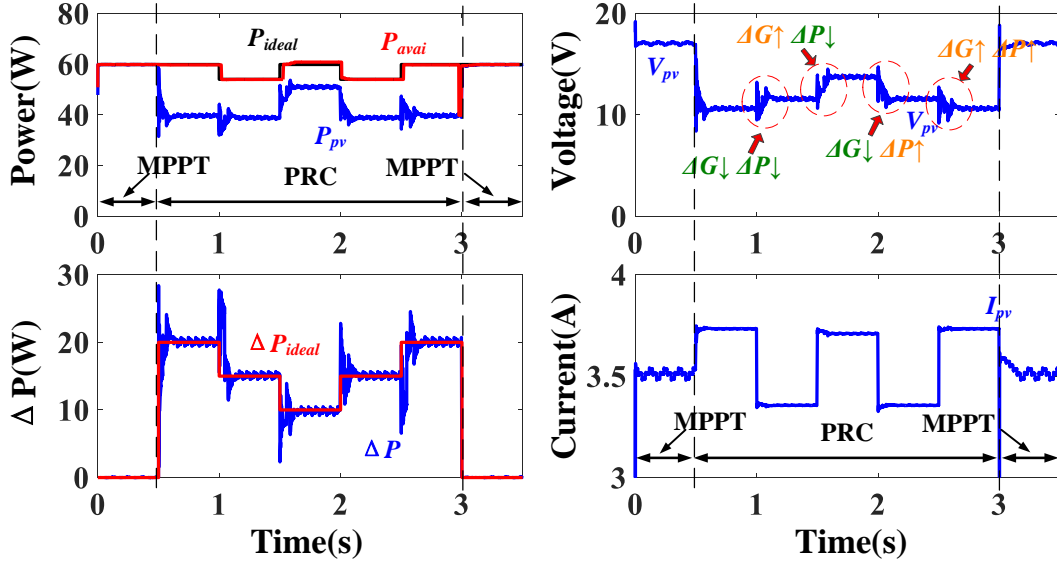 80
60
40
20
0
Power(W)
P_ideal
P_avai
P_pv
MPPT
PRC
MPPT
0
1
2
3
20
10
0
Voltage(V)
V_pv
ΔG↑ ΔP↓
ΔG↑ ΔP↑
V_pv
ΔG↓ ΔP↓
ΔG↓ ΔP↑
0
1
2
3
30
20
10
0
Δ P(W)
Δ P_ideal
Δ P
0
1
2
3
Time(s)
4
3.5
3
Current(A)
I_pv
MPPT
PRC
MPPT
0
1
2
3
Time(s)